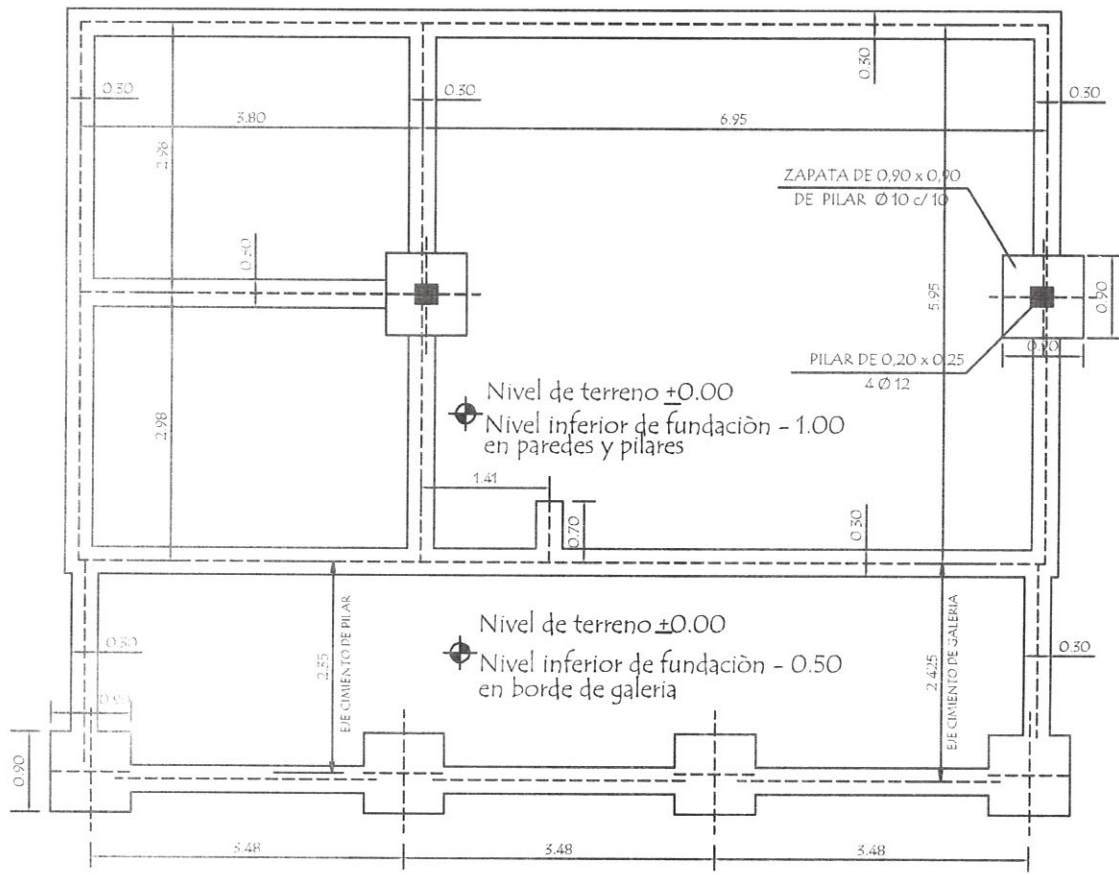 0.30
0.30
0.30
0.30
3.80
6.95
2.98
ZAPATA DE 0,90 x 0,90
DE PILAR Ø 10 c/ 10
0.30
5.95
0.90
0.90
PILAR DE 0,20 x 0,25
4 Ø 12
Nivel de terreno ±0.00
Nivel inferior de fundaciòn - 1.00
en paredes y pilares
2.98
1.41
0.70
0.30
Nivel de terreno ±0.00
Nivel inferior de fundaciòn - 0.50
en borde de galeria
0.30
2.35
EJE CIMIENTO DE PILAR
2.425
EJE CIMIENTO DE GALERIA
0.30
0.90
3.48
3.48
3.48